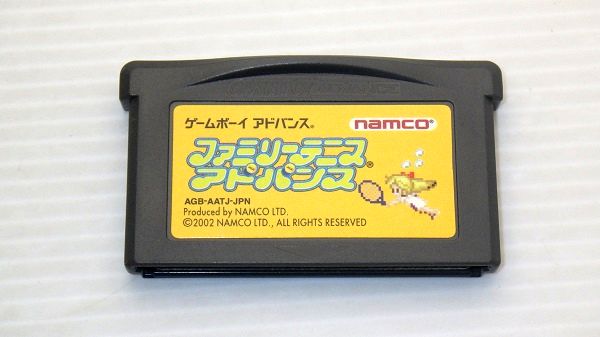 ゲームボーイ アドバンス®
namco®
ファミリーテニス
アドバンス®
AGB-AATJ-JPN
Produced by NAMCO LTD.
©2002 NAMCO LTD., ALL RIGHTS RESERVED